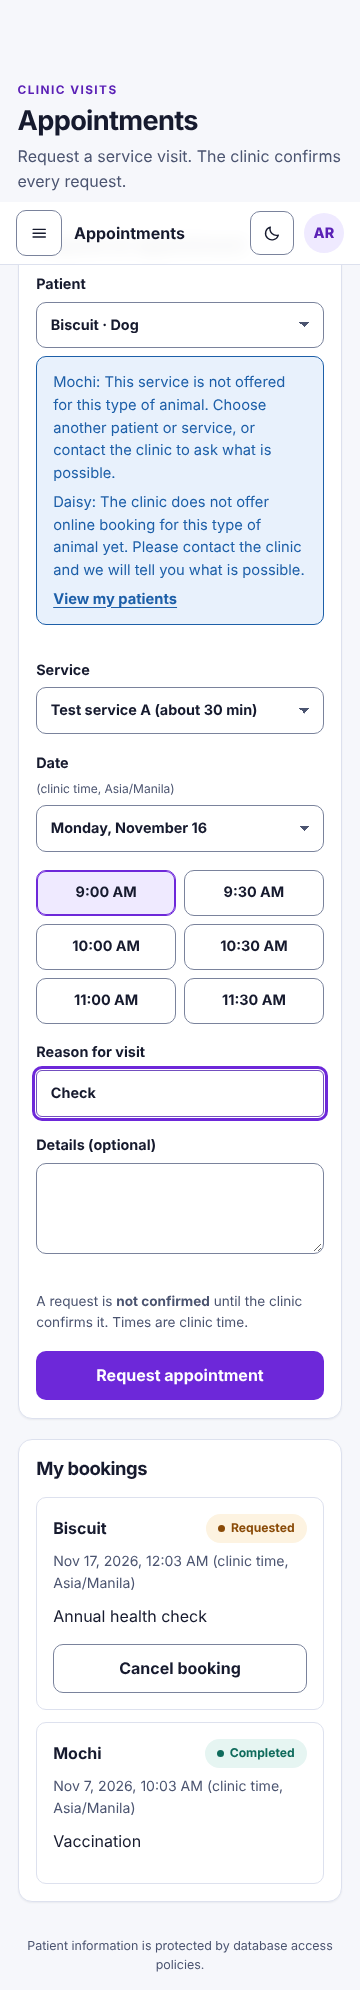 CLINIC VISITS
Appointments
Request a service visit. The clinic confirms
every request.
Appointments
AR
Patient
Biscuit · Dog
Mochi: This service is not offered
for this type of animal. Choose
another patient or service, or
contact the clinic to ask what is
possible.
Daisy: The clinic does not offer
online booking for this type of
animal yet. Please contact the clinic
and we will tell you what is possible.
View my patients
Service
Test service A (about 30 min)
Date
(clinic time, Asia/Manila)
Monday, November 16
9:00 AM
9:30 AM
10:00 AM
10:30 AM
11:00 AM
11:30 AM
Reason for visit
Check
Details (optional)
A request is not confirmed until the clinic
confirms it. Times are clinic time.
Request appointment
My bookings
Biscuit
Requested
Nov 17, 2026, 12:03 AM (clinic time,
Asia/Manila)
Annual health check
Cancel booking
Mochi
Completed
Nov 7, 2026, 10:03 AM (clinic time,
Asia/Manila)
Vaccination
Patient information is protected by database access
policies.